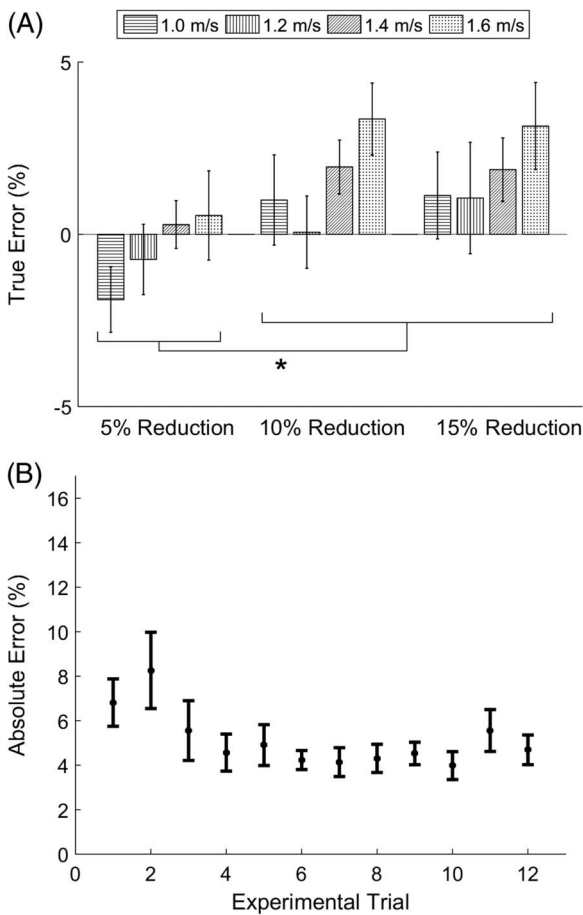 (A)
1.0 m/s 1.2 m/s 1.4 m/s 1.6 m/s
5
0
-5
True Error (%)
*
5% Reduction 10% Reduction 15% Reduction
(B)
16
14
12
10
8
6
4
2
0
Absolute Error (%)
0 2 4 6 8 10 12
Experimental Trial